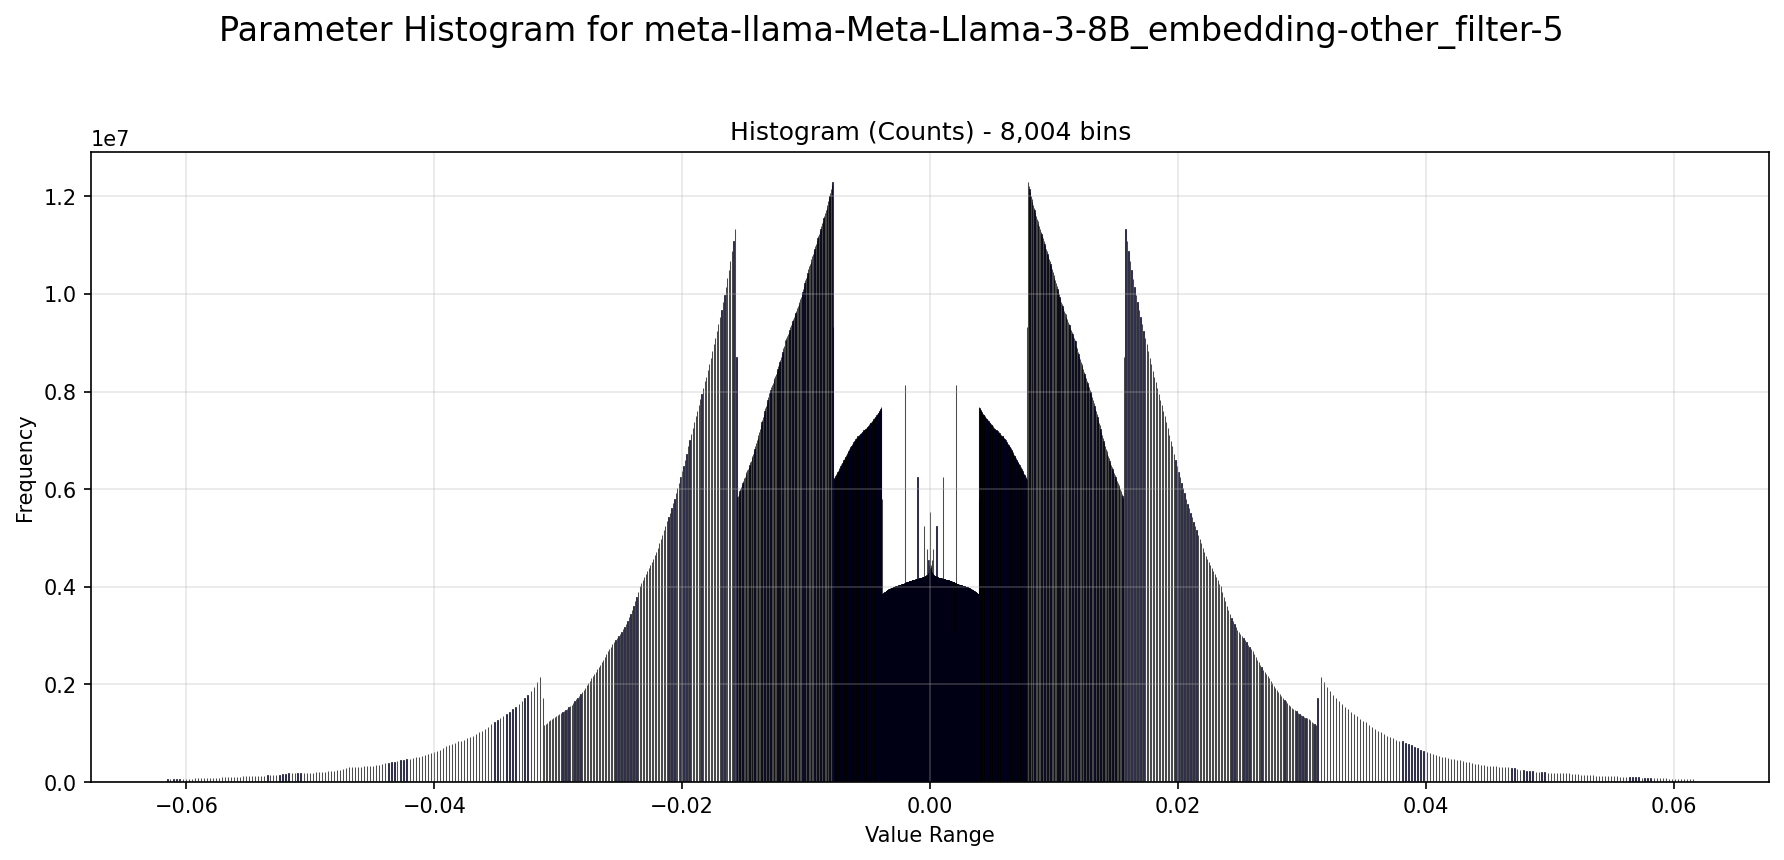 Parameter Histogram for meta-llama-Meta-Llama-3-8B_embedding-other_filter-5
Histogram (Counts) - 8,004 bins
1e7
1.2
1.0
0.8
0.6
0.4
0.2
0.0
Frequency
−0.06 −0.04 −0.02 0.00 0.02 0.04 0.06
Value Range